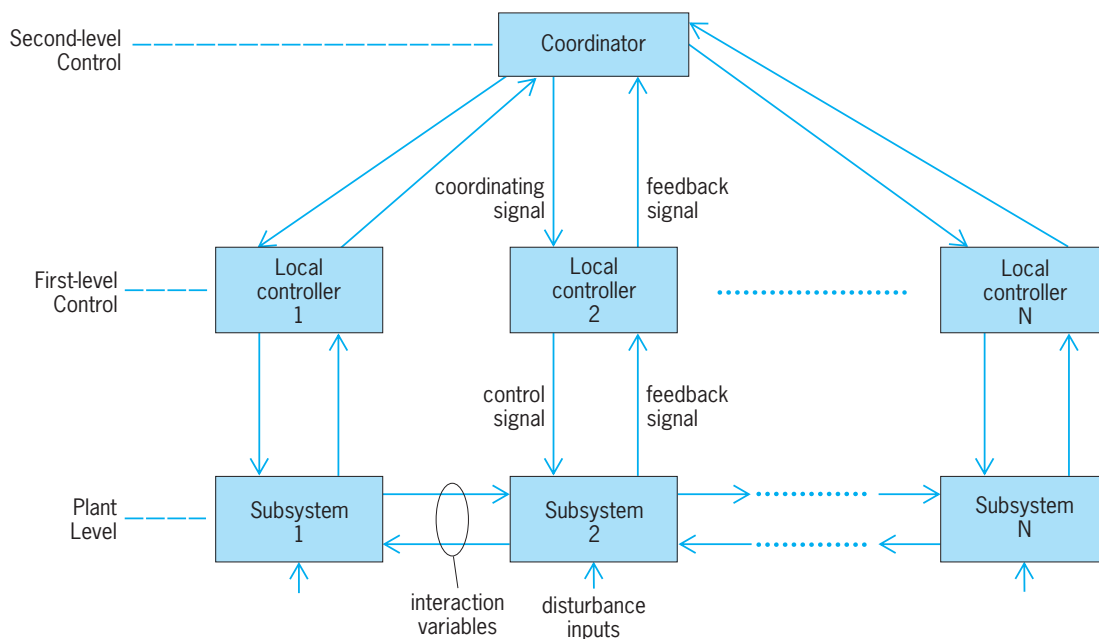 Second-level
Control
Coordinator
coordinating
signal
feedback
signal
First-level
Control
Local
controller
1
Local
controller
2
Local
controller
N
control
signal
feedback
signal
Plant
Level
Subsystem
1
Subsystem
2
Subsystem
N
interaction
variables
disturbance
inputs